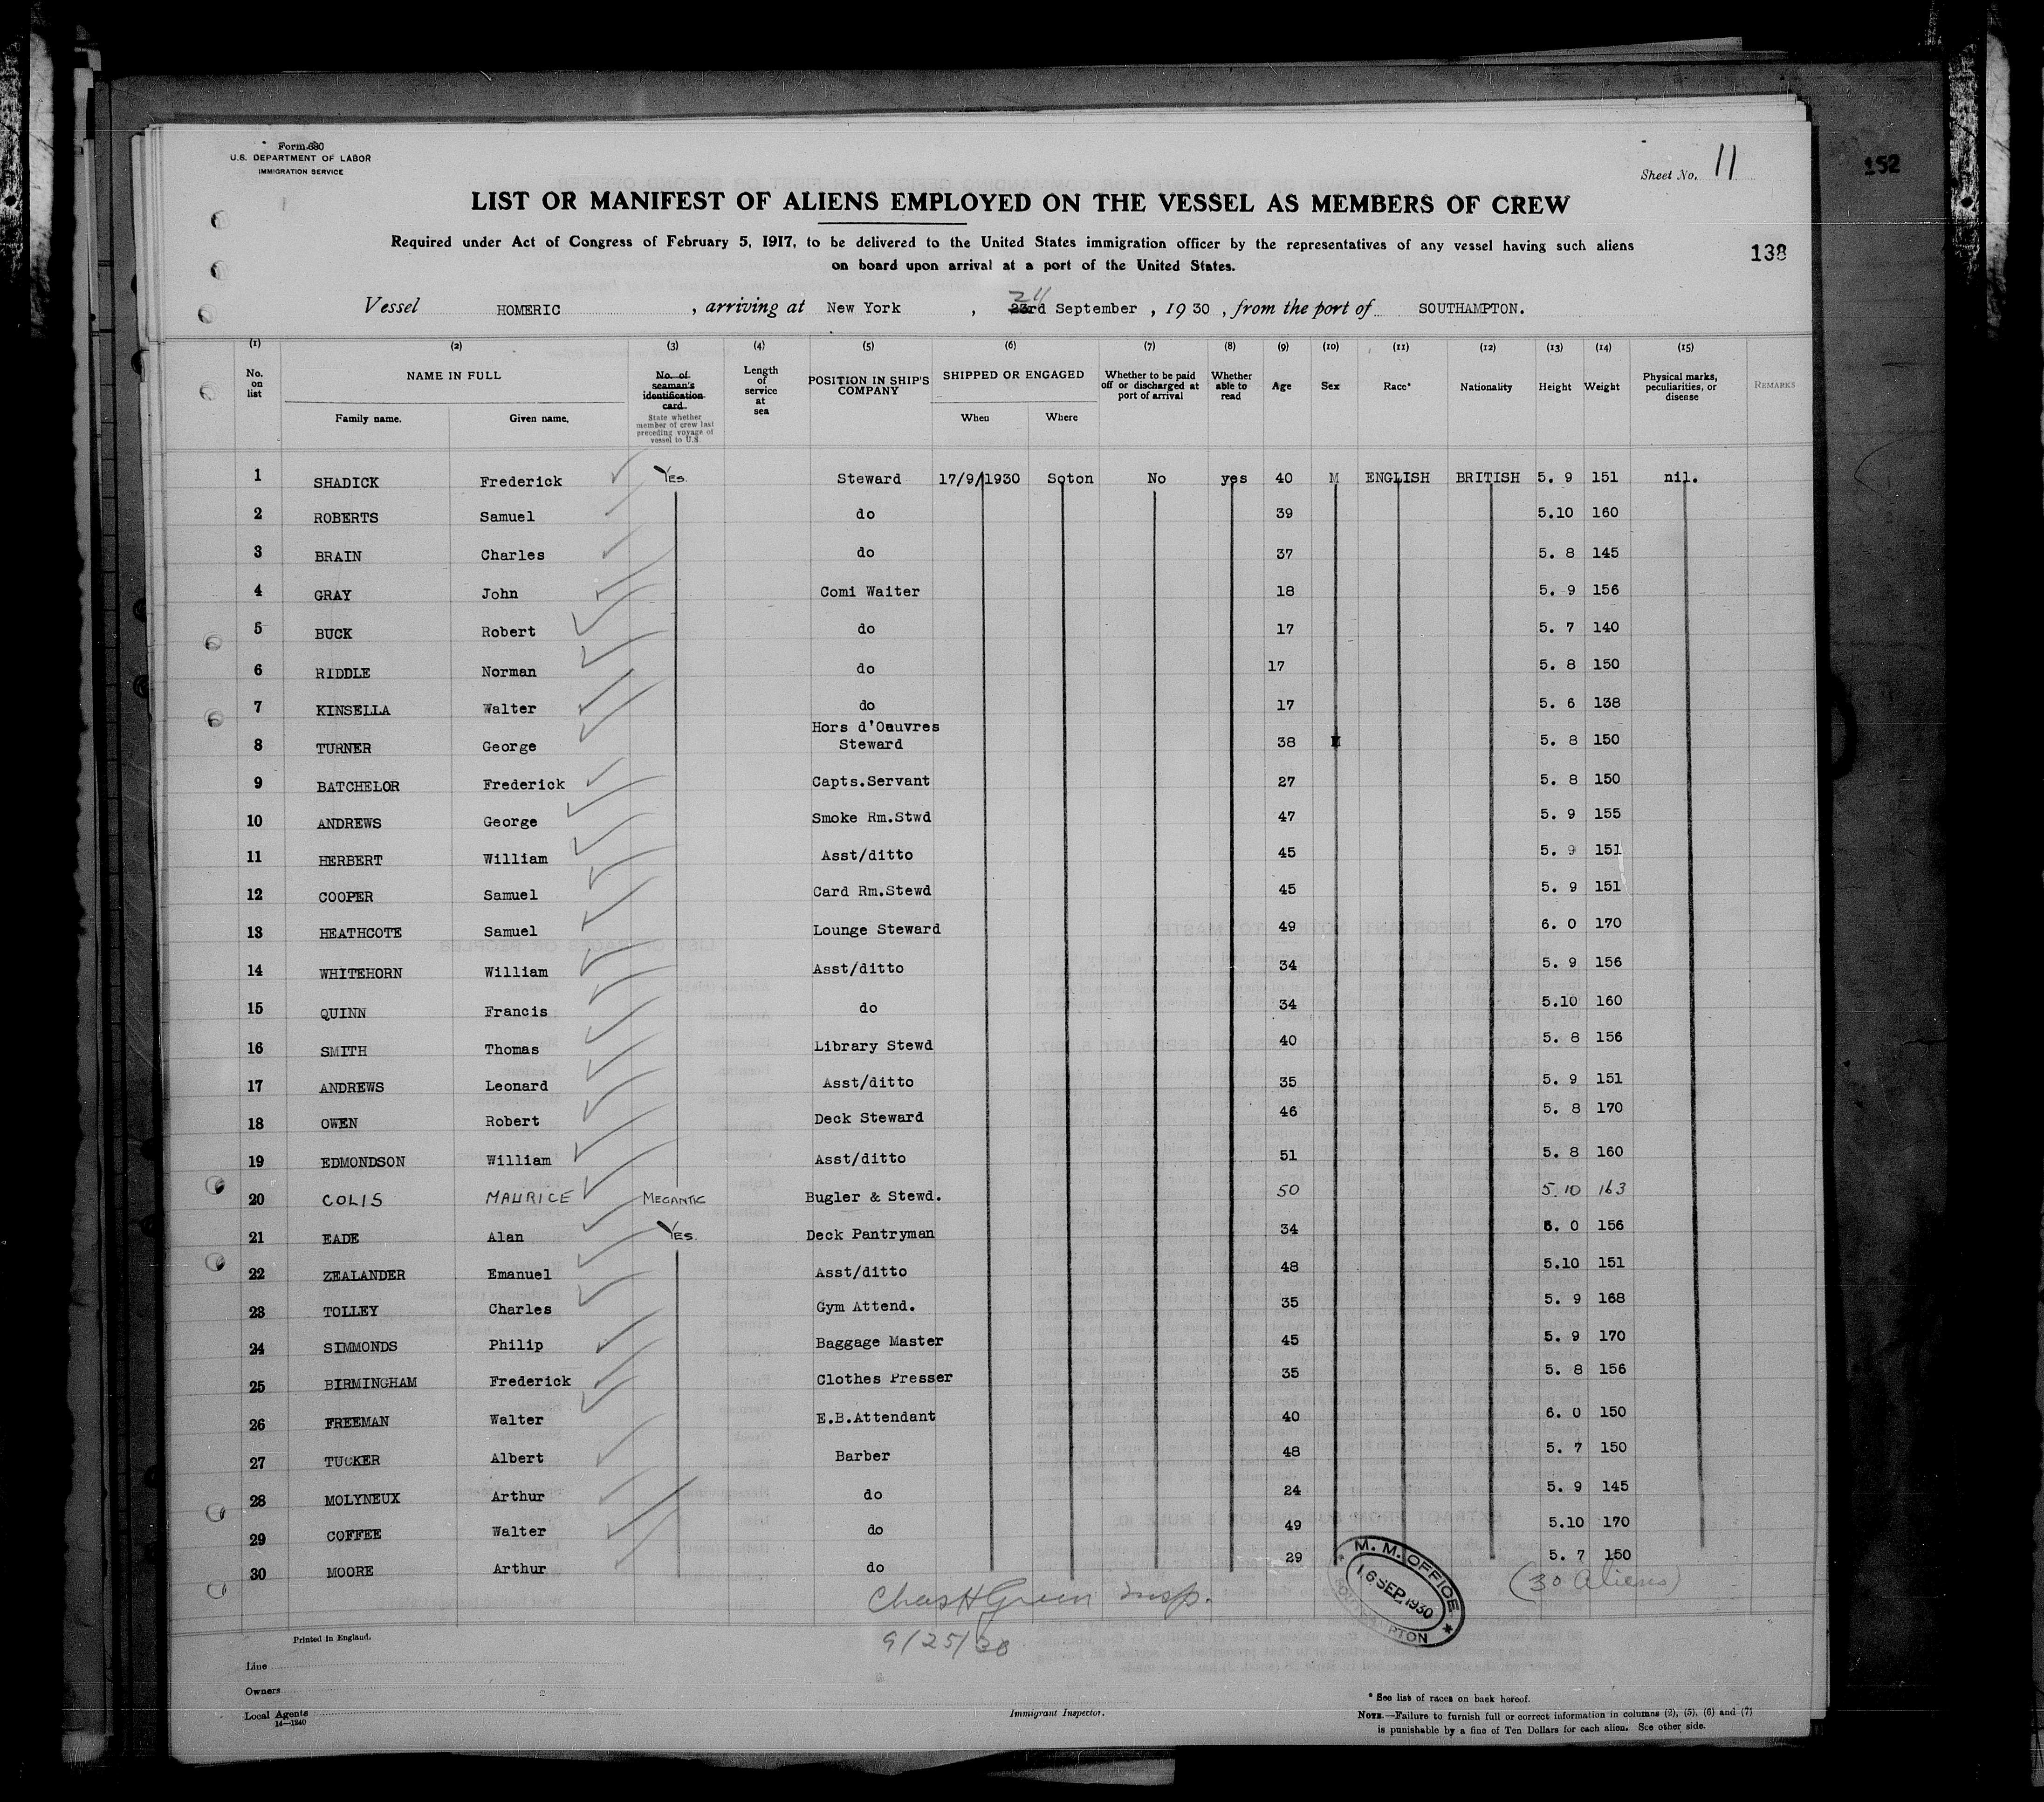 Form 680
U.S. DEPARTMENT OF LABOR
IMMIGRATION SERVICE
Sheet No. 11
152
LIST OR MANIFEST OF ALIENS EMPLOYED ON THE VESSEL AS MEMBERS OF CREW
Required under Act of Congress of February 5, 1917, to be delivered to the United States immigration officer by the representatives of any vessel having such aliens
on board upon arrival at a port of the United States.
138
24
Vessel HOMERIC , arriving at New York , 23rd September , 1930 , from the port of SOUTHAMPTON.
(1) (2) (3) (4) (5) (6) (7) (8) (9) (10) (11) (12) (13) (14) (15)
No. on list NAME IN FULL Family name. Given name. No. of seaman's identification card. State whether member of crew last preceding voyage of vessel to U.S. Length of service at sea POSITION IN SHIP'S COMPANY SHIPPED OR ENGAGED When Where Whether to be paid off or discharged at port of arrival Whether able to read Age Sex Race* Nationality Height Weight Physical marks, peculiarities, or disease REMARKS
1 SHADICK Frederick Yes. Steward 17/9/1930 Soton No yes 40 M ENGLISH BRITISH 5. 9 151 nil.
2 ROBERTS Samuel do 39 5.10 160
3 BRAIN Charles do 37 5. 8 145
4 GRAY John Comi Waiter 18 5. 9 156
5 BUCK Robert do 17 5. 7 140
6 RIDDLE Norman do 17 5. 8 150
7 KINSELLA Walter do 17 5. 6 138
8 TURNER George Hors d'Oeuvres Steward 38 M 5. 8 150
9 BATCHELOR Frederick Capts.Servant 27 5. 8 150
10 ANDREWS George Smoke Rm.Stwd 47 5. 9 155
11 HERBERT William Asst/ditto 45 5. 9 151
12 COOPER Samuel Card Rm.Stewd 45 5. 9 151
13 HEATHCOTE Samuel Lounge Steward 49 6. 0 170
14 WHITEHORN William Asst/ditto 34 5. 9 156
15 QUINN Francis do 34 5.10 160
16 SMITH Thomas Library Stewd 40 5. 8 156
17 ANDREWS Leonard Asst/ditto 35 5. 9 151
18 OWEN Robert Deck Steward 46 5. 8 170
19 EDMONDSON William Asst/ditto 51 5. 8 160
20 COLIS MAURICE MEGANTIC Bugler & Stewd. 50 5.10 163
21 EADE Alan Yes. Deck Pantryman 34 6. 0 156
22 ZEALANDER Emanuel Asst/ditto 48 5.10 151
23 TOLLEY Charles Gym Attend. 35 5. 9 168
24 SIMMONDS Philip Baggage Master 45 5. 9 170
25 BIRMINGHAM Frederick Clothes Presser 35 5. 8 156
26 FREEMAN Walter E.B.Attendant 40 6. 0 150
27 TUCKER Albert Barber 48 5. 7 150
28 MOLYNEUX Arthur do 24 5. 9 145
29 COFFEE Walter do 49 5.10 170
30 MOORE Arthur do 29 5. 7 150
Chas H Green Insp.
9/25/30
M. M. OFFICE
16 SEP. 1930
SOUTHAMPTON
(30 Aliens)
Printed in England.
Line
Owners
Local Agents
14—1240
Immigrant Inspector.
* See list of races on back hereof.
NOTE.—Failure to furnish full or correct information in columns (2), (5), (6) and (7)
is punishable by a fine of Ten Dollars for each alien. See other side.